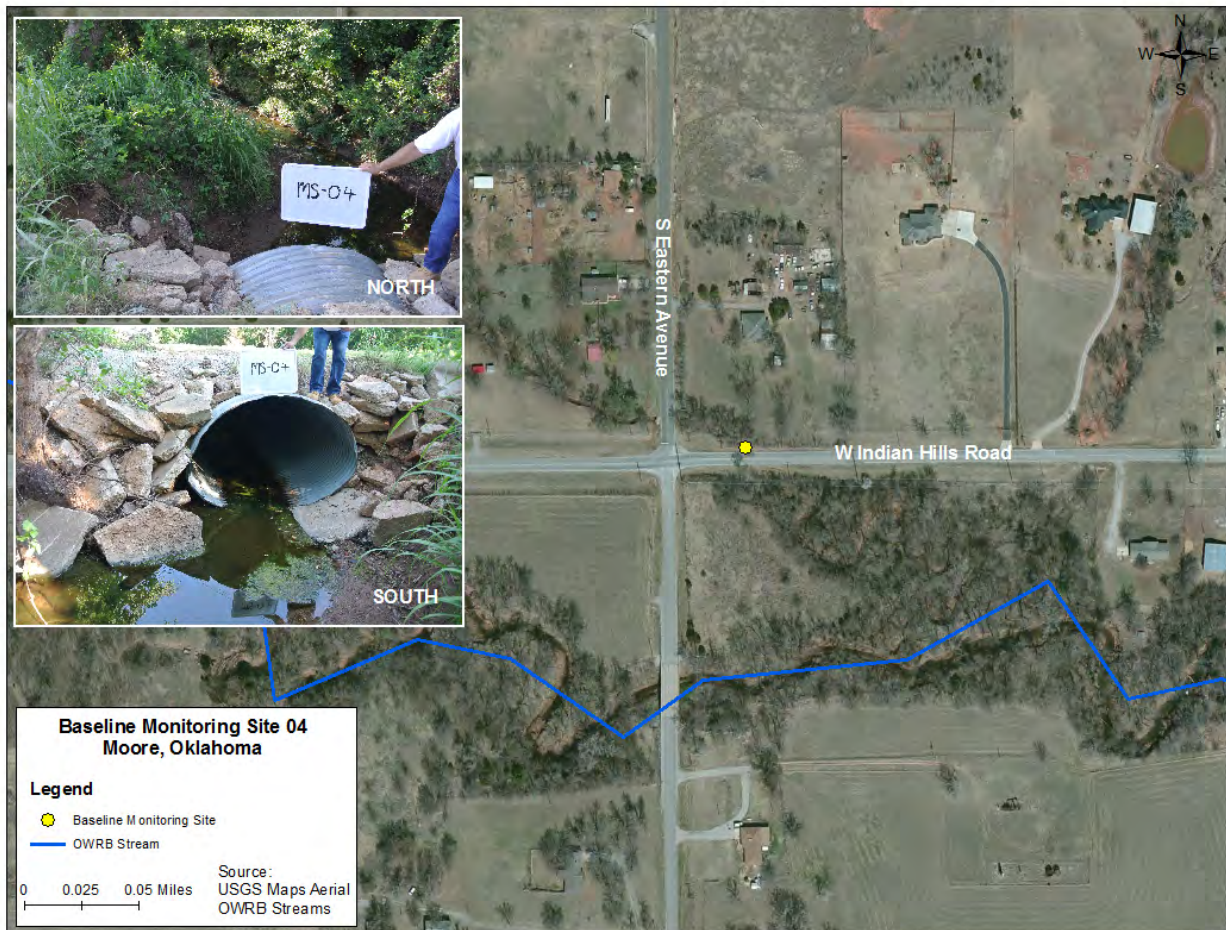 MS-04
NORTH
MS-04
SOUTH
N
W E
S
S Eastern Avenue
W Indian Hills Road
Baseline Monitoring Site 04
Moore, Oklahoma
Legend
Baseline Monitoring Site
OWRB Stream
0 0.025 0.05 Miles
Source:
USGS Maps Aerial
OWRB Streams